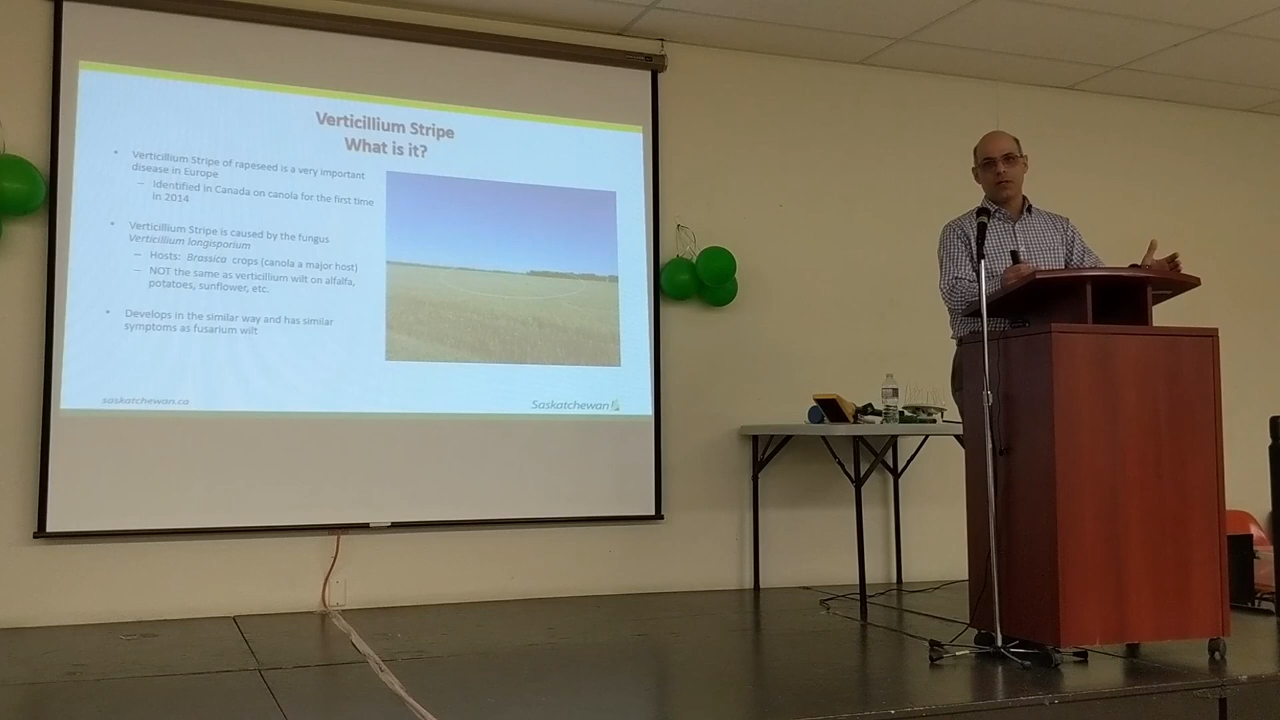 Verticillium Stripe
What is it?
• Verticillium Stripe of rapeseed is a very important
disease in Europe
– Identified in Canada on canola for the first time
in 2014
• Verticillium Stripe is caused by the fungus
Verticillium longisporium
– Hosts: Brassica crops (canola a major host)
– NOT the same as verticillium wilt on alfalfa,
potatoes, sunflower, etc.
• Develops in the similar way and has similar
symptoms as fusarium wilt
saskatchewan.ca
Saskatchewan